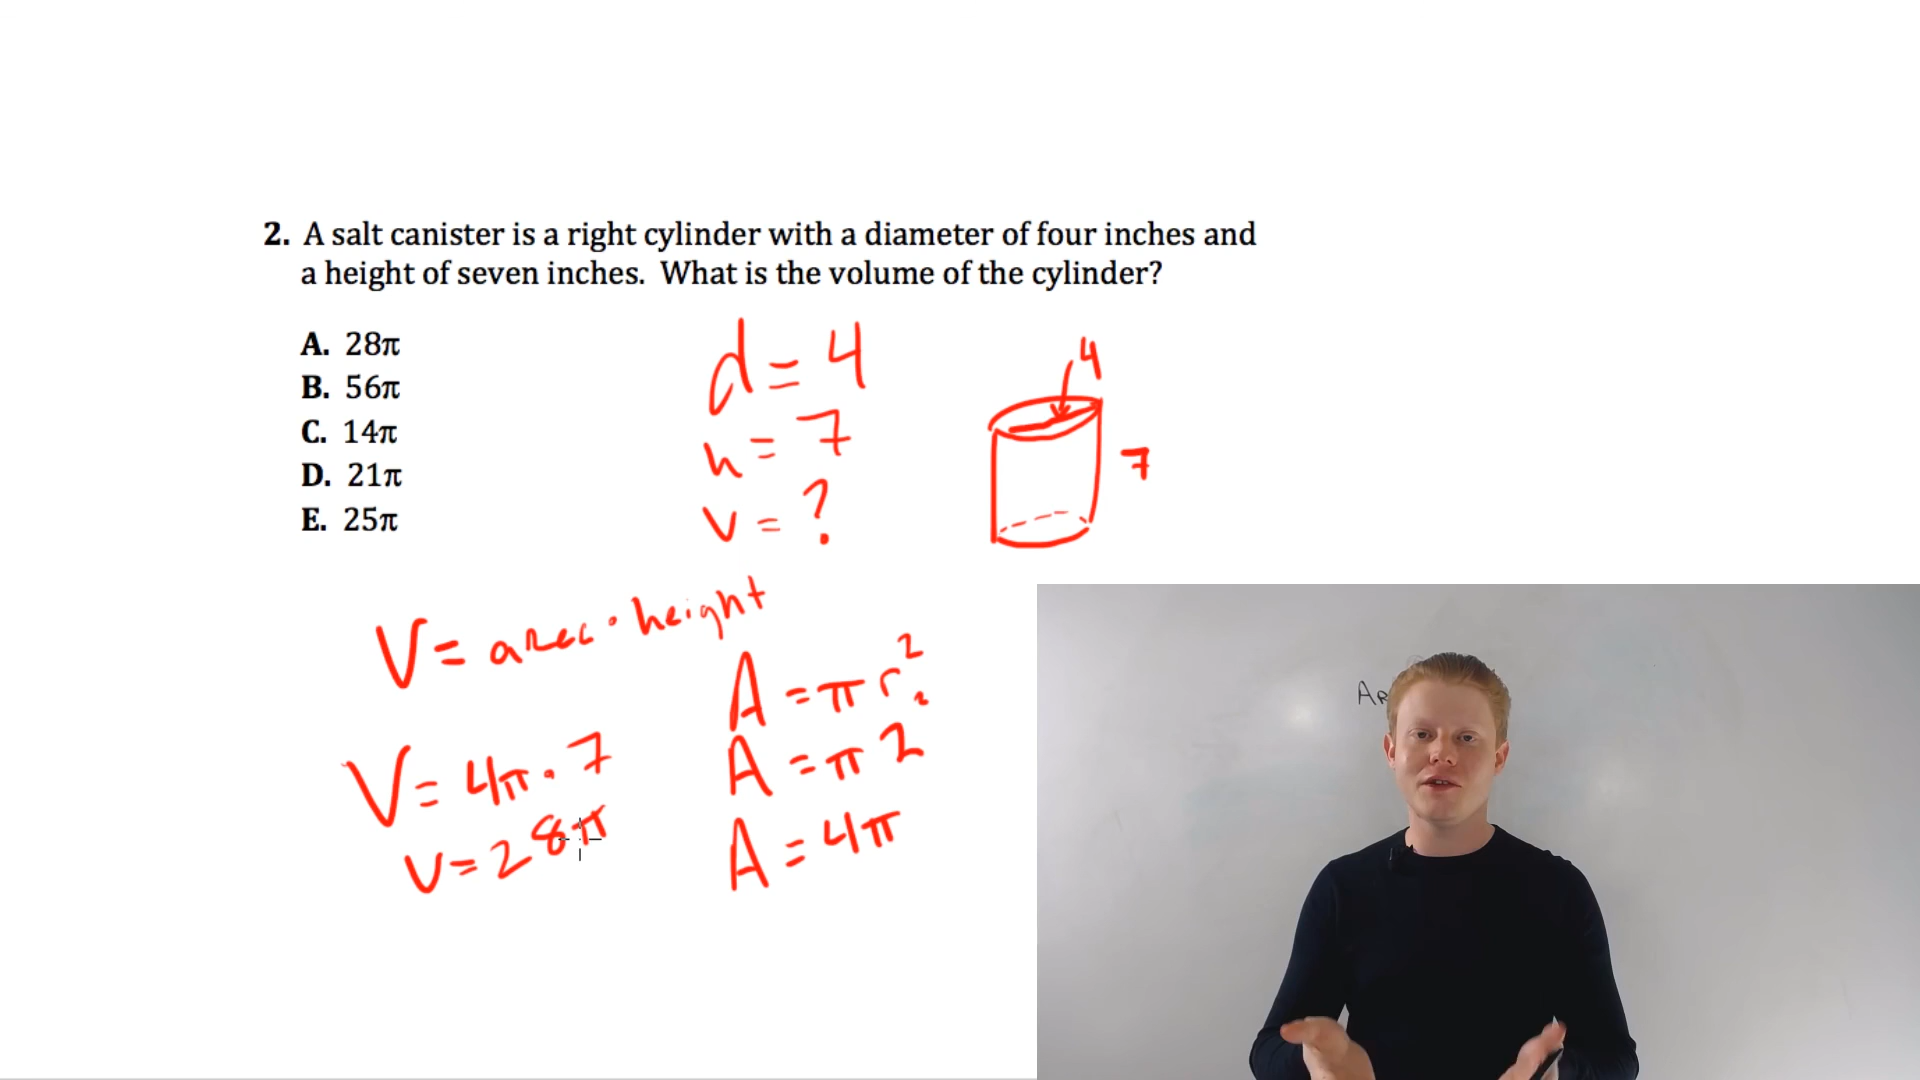 2. A salt canister is a right cylinder with a diameter of four inches and
a height of seven inches. What is the volume of the cylinder?
A. 28π
B. 56π
C. 14π
D. 21π
E. 25π
d = 4
h = 7
v = ?
4
7
V = area · height
A = πr²
A = π2²
A = 4π
V = 4π · 7
V = 28π